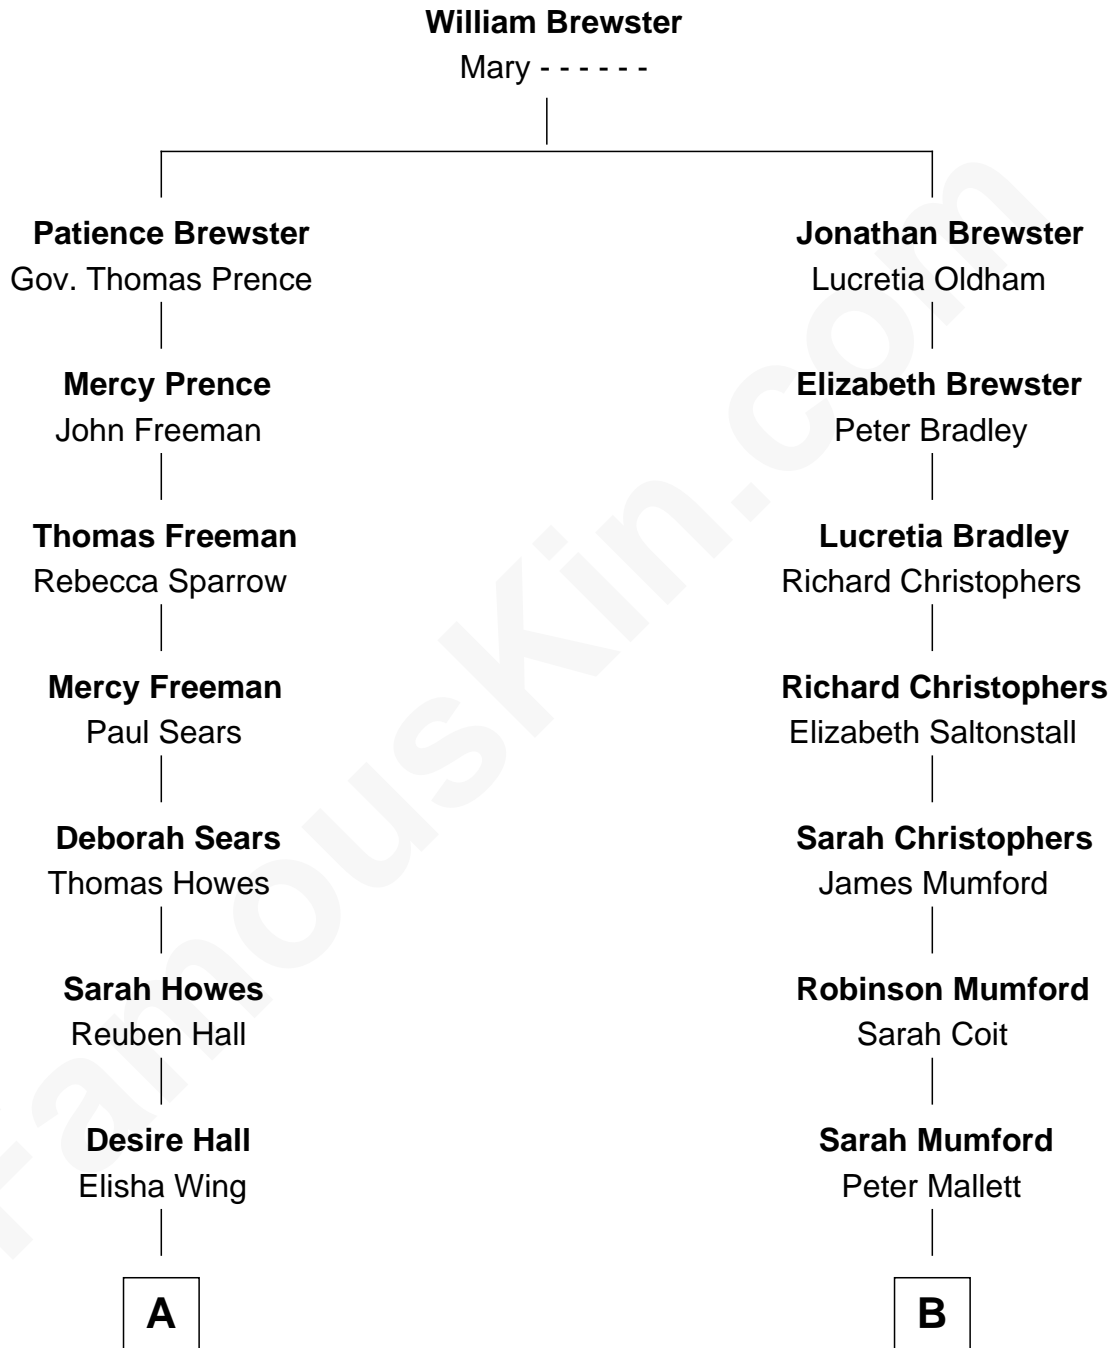 William Brewster
Mary - - - - - -
Patience Brewster
Gov. Thomas Prence
Jonathan Brewster
Lucretia Oldham
Mercy Prence
John Freeman
Elizabeth Brewster
Peter Bradley
Thomas Freeman
Rebecca Sparrow
Lucretia Bradley
Richard Christophers
Mercy Freeman
Paul Sears
Richard Christophers
Elizabeth Saltonstall
Deborah Sears
Thomas Howes
Sarah Christophers
James Mumford
Sarah Howes
Reuben Hall
Robinson Mumford
Sarah Coit
Desire Hall
Elisha Wing
Sarah Mumford
Peter Mallett
A
B
FamousKin.com